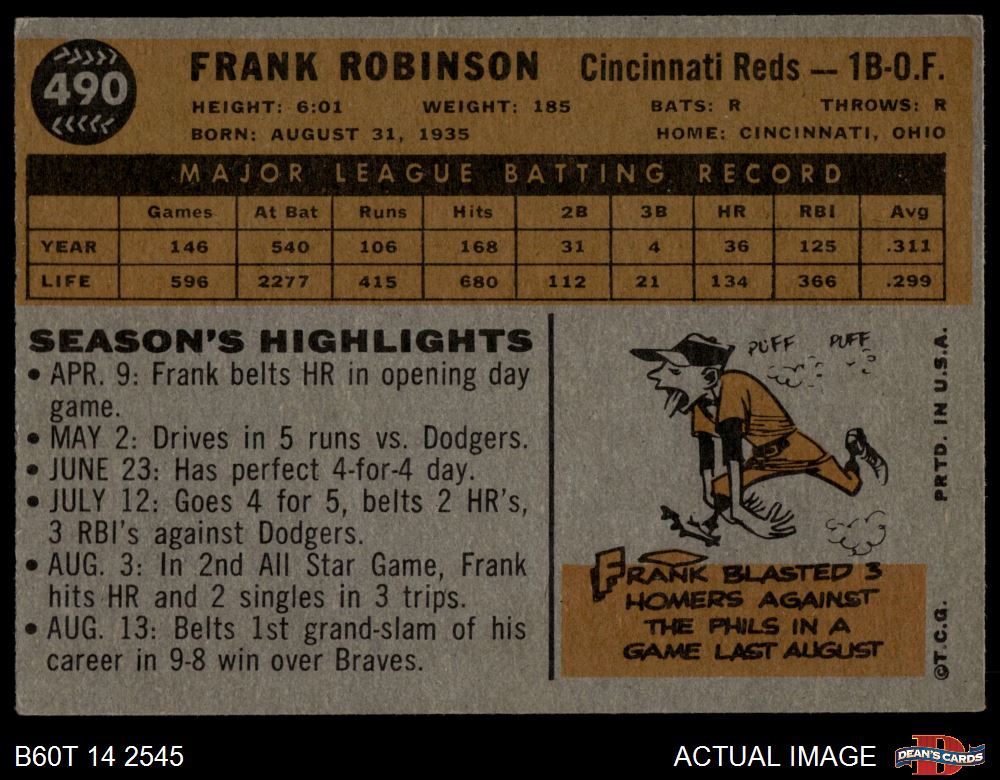 490
FRANK ROBINSON Cincinnati Reds — 1B-O.F.
HEIGHT: 6:01 WEIGHT: 185 BATS: R THROWS: R
BORN: AUGUST 31, 1935 HOME: CINCINNATI, OHIO
MAJOR LEAGUE BATTING RECORD
Games At Bat Runs Hits 2B 3B HR RBI Avg
YEAR 146 540 106 168 31 4 36 125 .311
LIFE 596 2277 415 680 112 21 134 366 .299
SEASON'S HIGHLIGHTS
• APR. 9: Frank belts HR in opening day
game.
• MAY 2: Drives in 5 runs vs. Dodgers.
• JUNE 23: Has perfect 4-for-4 day.
• JULY 12: Goes 4 for 5, belts 2 HR's,
3 RBI's against Dodgers.
• AUG. 3: In 2nd All Star Game, Frank
hits HR and 2 singles in 3 trips.
• AUG. 13: Belts 1st grand-slam of his
career in 9-8 win over Braves.
PUFF PUFF
FRANK BLASTED 3
HOMERS AGAINST
THE PHILS IN A
GAME LAST AUGUST
©T.C.G. PRTD. IN U.S.A.
B60T 14 2545 ACTUAL IMAGE
D
DEAN'S CARDS